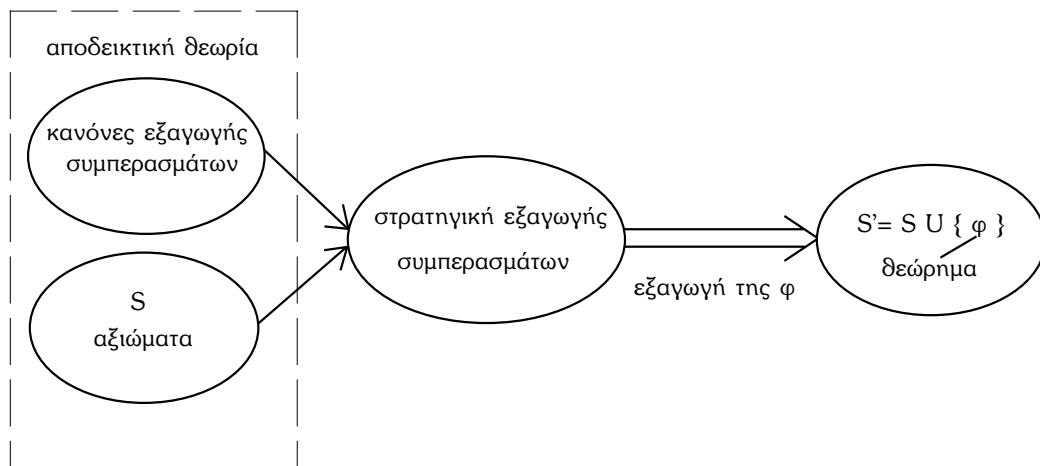 αποδεικτική θεωρία
κανόνες εξαγωγής
συμπερασμάτων
S
αξιώματα
στρατηγική εξαγωγής
συμπερασμάτων
εξαγωγή της φ
S'= S U { φ }
θεώρημα